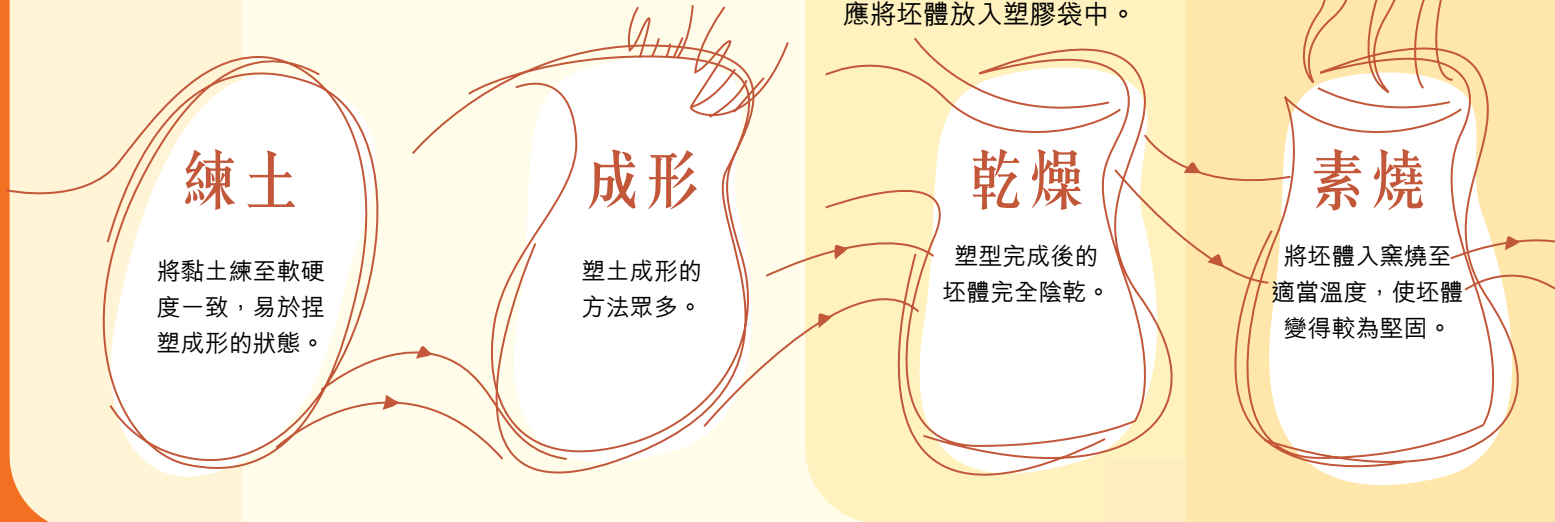 應將坯體放入塑膠袋中。
練土
將黏土練至軟硬
度一致，易於捏
塑成形的狀態。
成形
塑土成形的
方法眾多。
乾燥
塑型完成後的
坯體完全陰乾。
素燒
將坯體入窯燒至
適當溫度，使坯體
變得較為堅固。